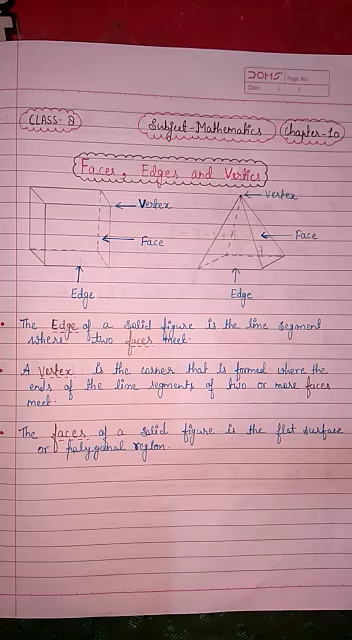 DOMS Page No.
Date / /
CLASS-8 Subject-Mathematics Chapter-10
Faces, Edges and Vertics
Vertex
Face
Edge
Vertex
Face
Edge
The Edge of a solid figure is the line segment
where two faces meet.
A Vertex is the corner that is formed where the
ends of the line segments of two or more faces
meet.
The faces of a solid figure is the flat surface
or polygonal region.